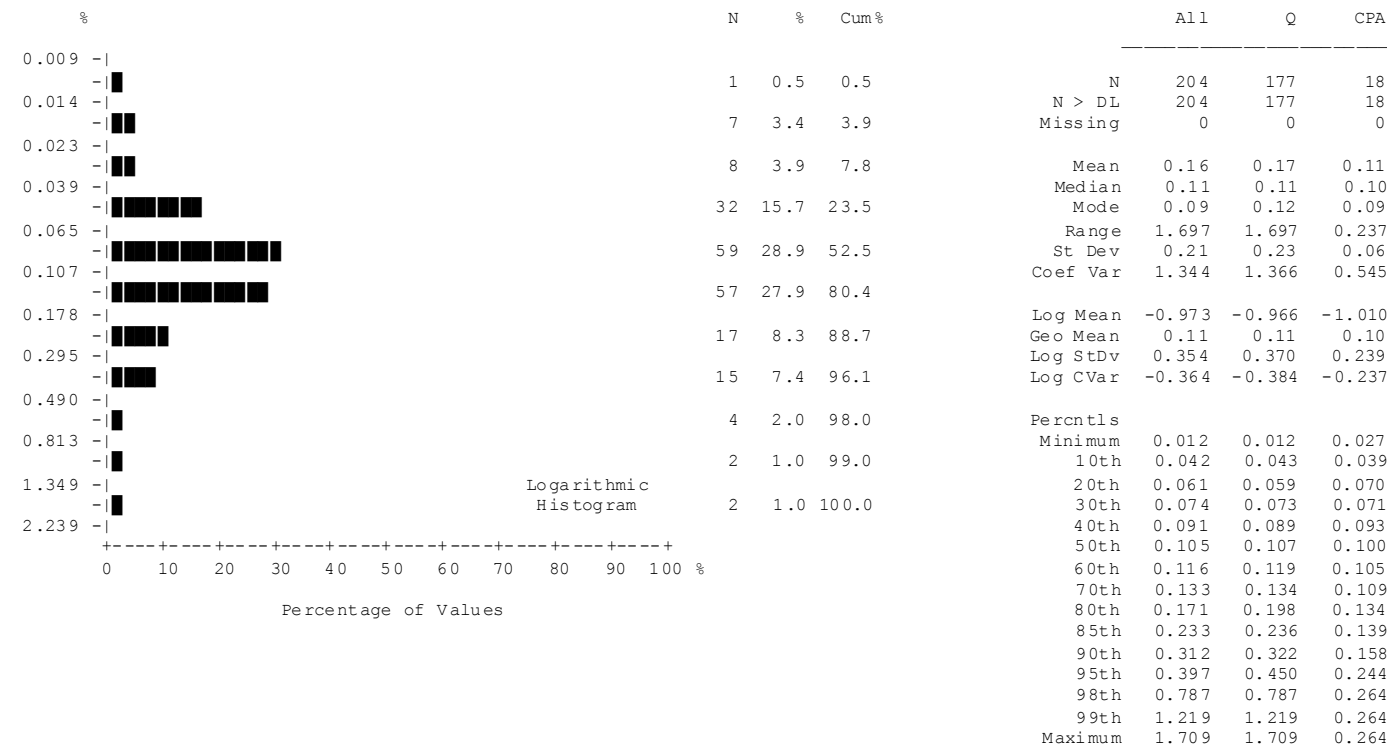 % N % Cum% All Q CPA
0.009 -|
-| 1 0.5 0.5 N 204 177 18
0.014 -| N > DL 204 177 18
-| 7 3.4 3.9 Missing 0 0 0
0.023 -|
-| 8 3.9 7.8 Mean 0.16 0.17 0.11
0.039 -| Median 0.11 0.11 0.10
-| 32 15.7 23.5 Mode 0.09 0.12 0.09
0.065 -| Range 1.697 1.697 0.237
-| 59 28.9 52.5 St Dev 0.21 0.23 0.06
0.107 -| Coef Var 1.344 1.366 0.545
-| 57 27.9 80.4
0.178 -| Log Mean -0.973 -0.966 -1.010
-| 17 8.3 88.7 Geo Mean 0.11 0.11 0.10
0.295 -| Log StDv 0.354 0.370 0.239
-| 15 7.4 96.1 Log CVar -0.364 -0.384 -0.237
0.490 -|
-| 4 2.0 98.0 Percntls
0.813 -| Minimum 0.012 0.012 0.027
-| 2 1.0 99.0 10th 0.042 0.043 0.039
1.349 -| Logarithmic 20th 0.061 0.059 0.070
-| Histogram 2 1.0 100.0 30th 0.074 0.073 0.071
2.239 -| 40th 0.091 0.089 0.093
+----+----+----+----+----+----+----+----+----+----+ 50th 0.105 0.107 0.100
0 10 20 30 40 50 60 70 80 90 100 % 60th 0.116 0.119 0.105
70th 0.133 0.134 0.109
Percentage of Values 80th 0.171 0.198 0.134
85th 0.233 0.236 0.139
90th 0.312 0.322 0.158
95th 0.397 0.450 0.244
98th 0.787 0.787 0.264
99th 1.219 1.219 0.264
Maximum 1.709 1.709 0.264